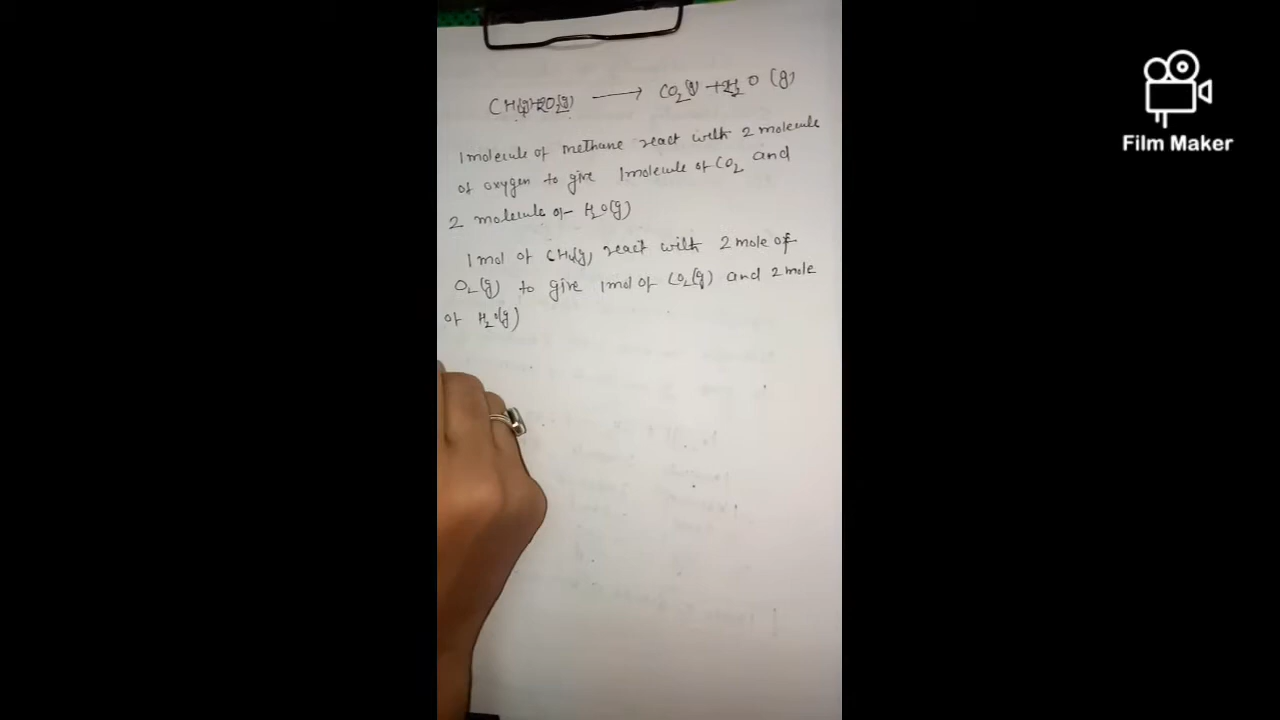 CH4(g)+2O2(g) → CO2(g) + 2H2O (g)
1 molecule of methane react with 2 molecule
of oxygen to give 1 molecule of CO2 and
2 molecule of H2O(g)
1 mol of CH4(g) react with 2 mole of
O2(g) to give 1 mol of CO2(g) and 2 mole
of H2O(g)
Film Maker